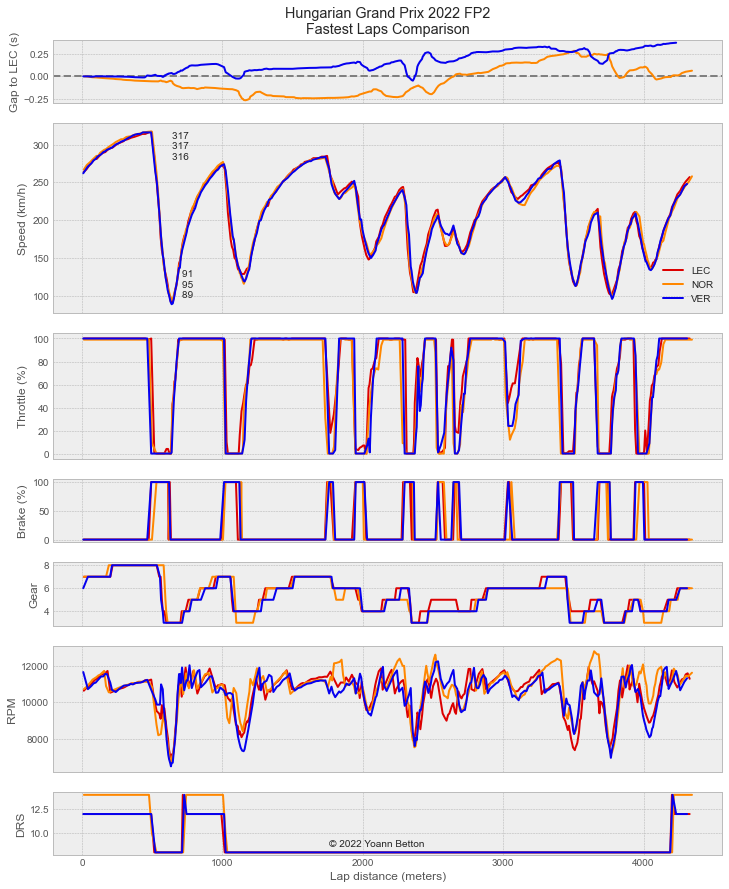 Hungarian Grand Prix 2022 FP2
Fastest Laps Comparison
Gap to LEC (s)
0.25
0.00
−0.25
Speed (km/h)
300
250
200
150
100
317
317
316
91
95
89
LEC
NOR
VER
Throttle (%)
100
80
60
40
20
0
Brake (%)
100
50
0
Gear
8
6
4
RPM
12000
10000
8000
DRS
12.5
10.0
© 2022 Yoann Betton
0 1000 2000 3000 4000
Lap distance (meters)